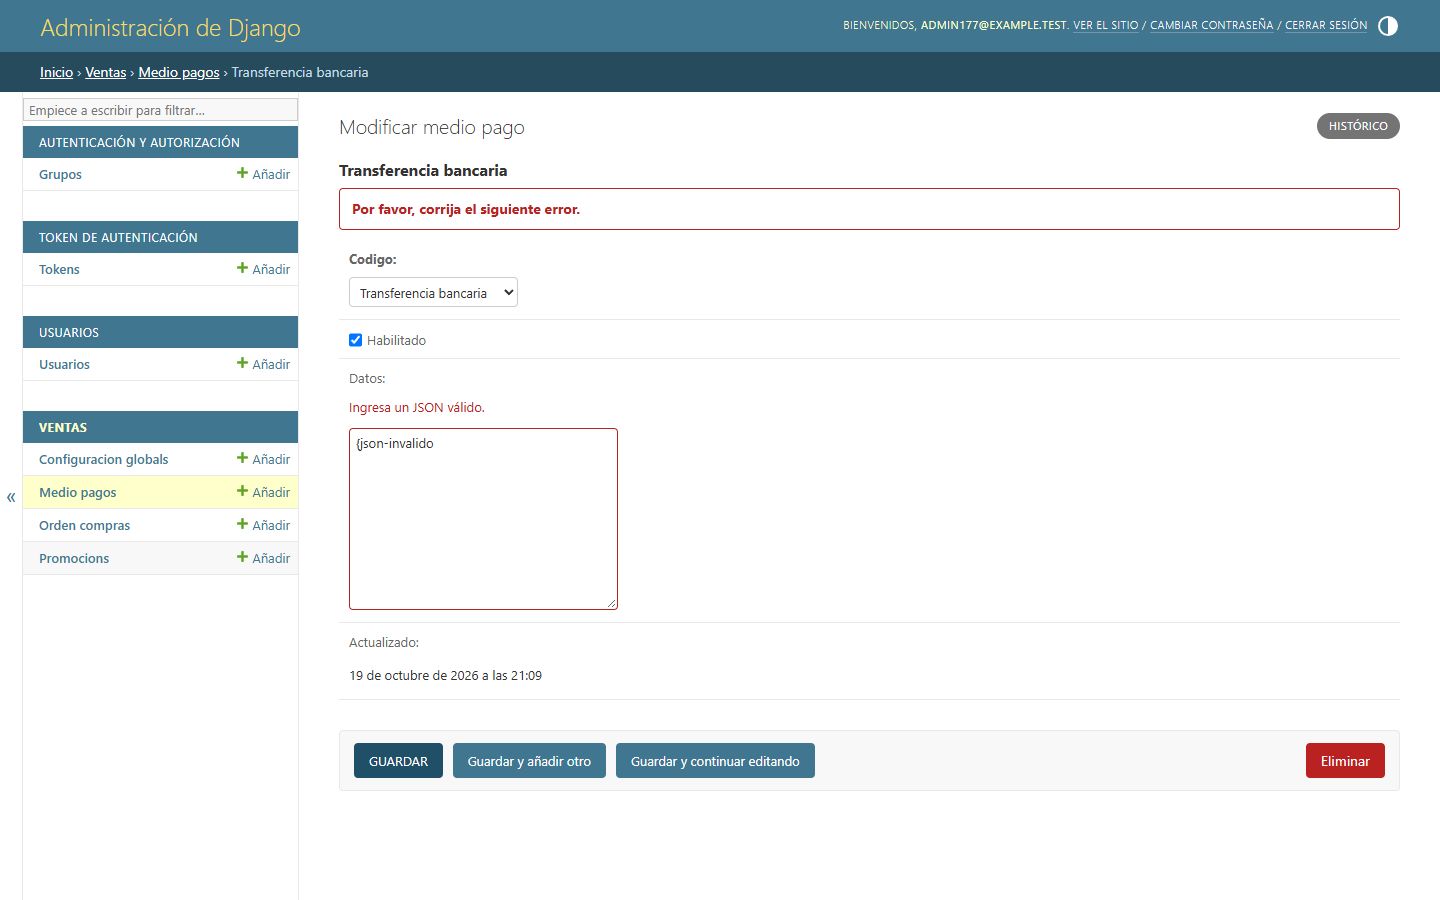 Administración de Django
BIENVENIDOS, ADMIN177@EXAMPLE.TEST. VER EL SITIO / CAMBIAR CONTRASEÑA / CERRAR SESIÓN
Inicio › Ventas › Medio pagos › Transferencia bancaria
Empiece a escribir para filtrar...
AUTENTICACIÓN Y AUTORIZACIÓN
Grupos Añadir
TOKEN DE AUTENTICACIÓN
Tokens Añadir
USUARIOS
Usuarios Añadir
VENTAS
Configuracion globals Añadir
Medio pagos Añadir
Orden compras Añadir
Promocions Añadir
«
Modificar medio pago
HISTÓRICO
Transferencia bancaria
Por favor, corrija el siguiente error.
Codigo:
Transferencia bancaria
Habilitado
Datos:
Ingresa un JSON válido.
{json-invalido
Actualizado:
19 de octubre de 2026 a las 21:09
GUARDAR Guardar y añadir otro Guardar y continuar editando Eliminar